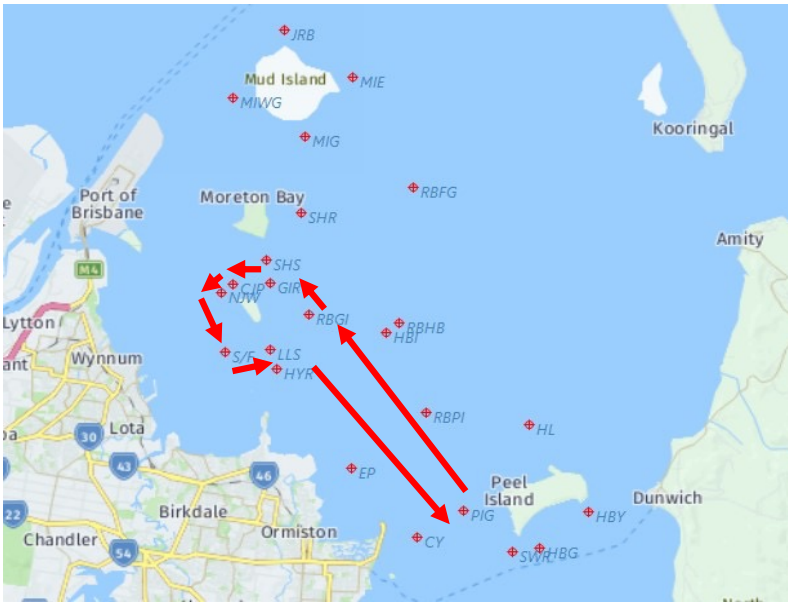 JRB
Mud Island
MIE
MIWG
Kooringal
MIG
RBFG
Port of
Brisbane
Moreton Bay
SHR
Amity
M4
SHS
CJP
GIR
NJW
RBGI
RBHB
HBI
Lytton
Wynnum
S/F
LLS
HYR
RBPI
HL
Lota
30
43
46
EP
Peel
Island
Dunwich
22
Birkdale
PIG
HBY
Ormiston
Chandler
CY
54
SWR
HBG